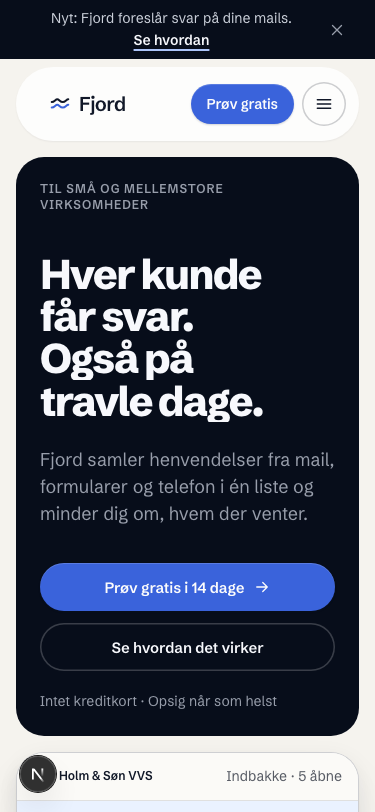 Nyt: Fjord foreslår svar på dine mails.
Se hvordan
Fjord
Prøv gratis
TIL SMÅ OG MELLEMSTORE
VIRKSOMHEDER
Hver kunde
får svar.
Også på
travle dage.
Fjord samler henvendelser fra mail,
formularer og telefon i én liste og
minder dig om, hvem der venter.
Prøv gratis i 14 dage →
Se hvordan det virker
Intet kreditkort · Opsig når som helst
N
Holm & Søn VVS
Indbakke · 5 åbne